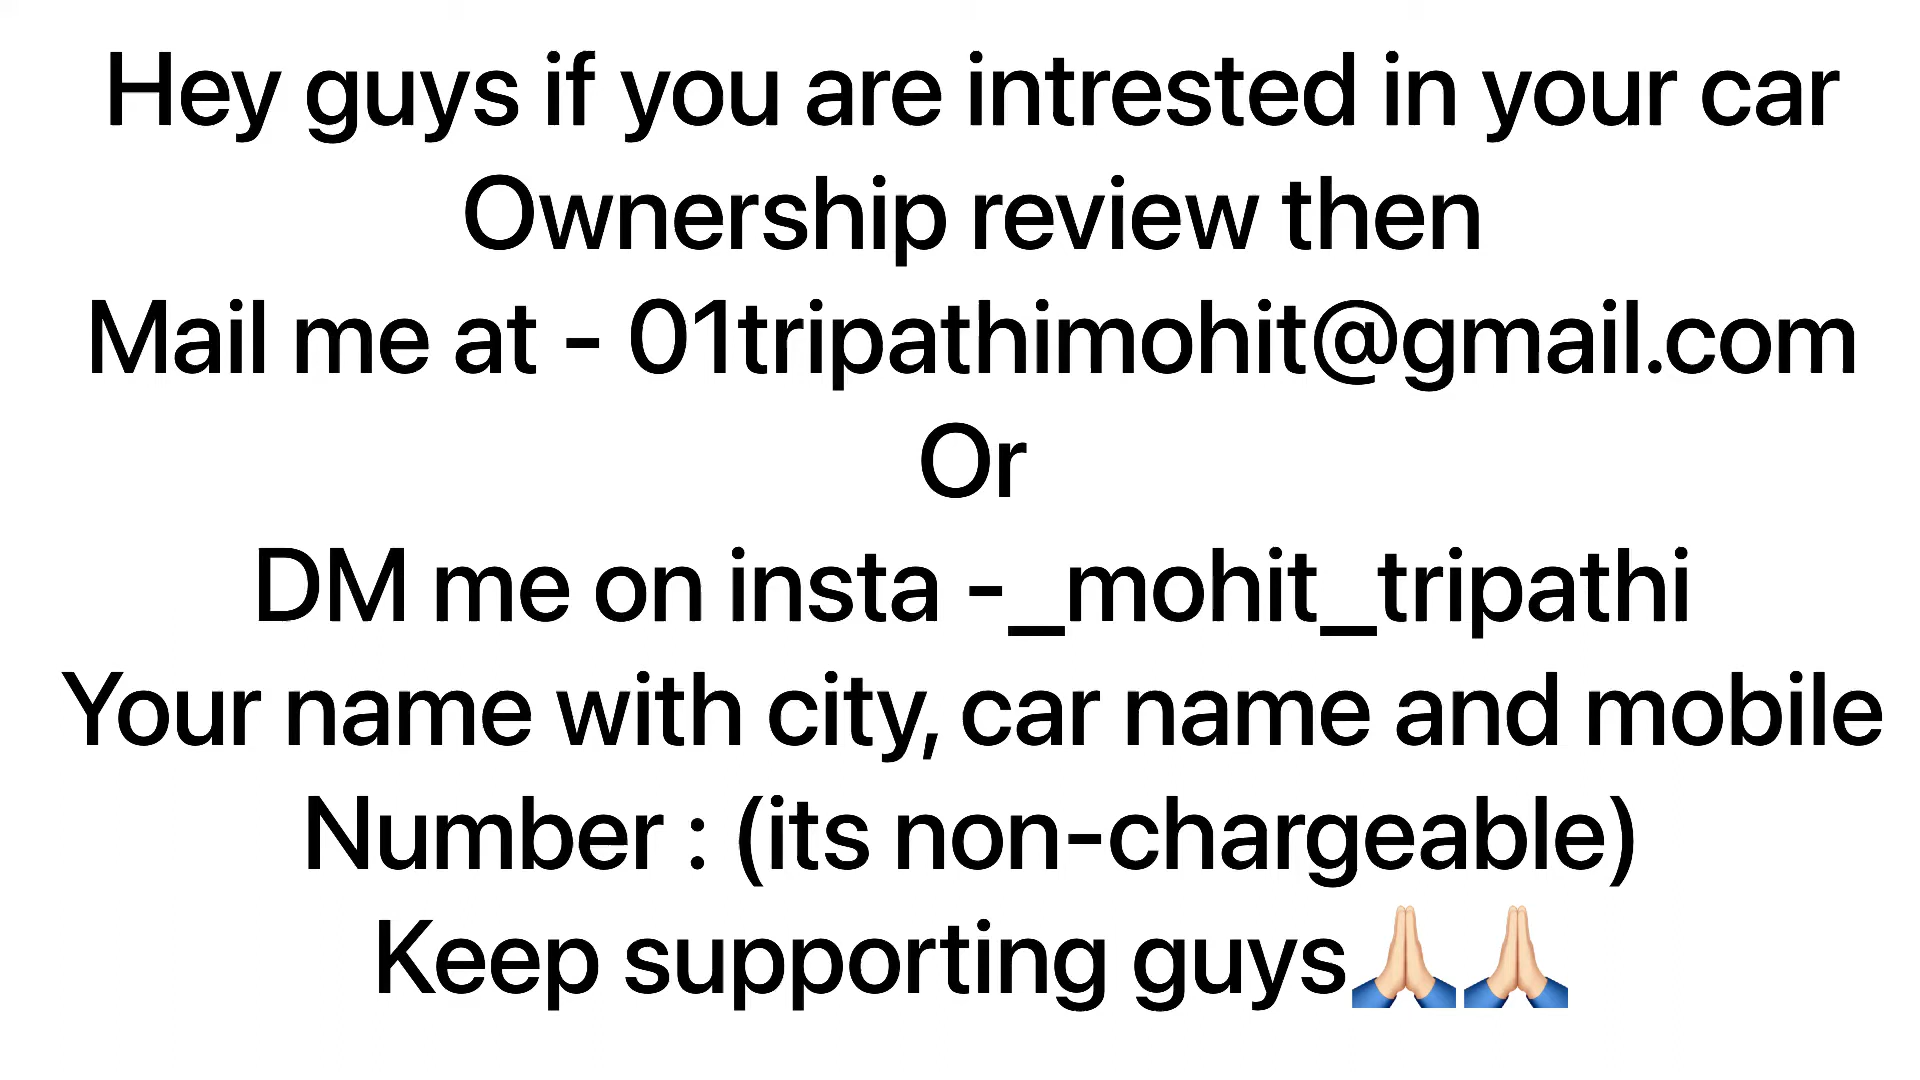 Hey guys if you are intrested in your car
Ownership review then
Mail me at - 01tripathimohit@gmail.com
Or
DM me on insta -_mohit_tripathi
Your name with city, car name and mobile
Number : (its non-chargeable)
Keep supporting guys🙏🏻🙏🏻